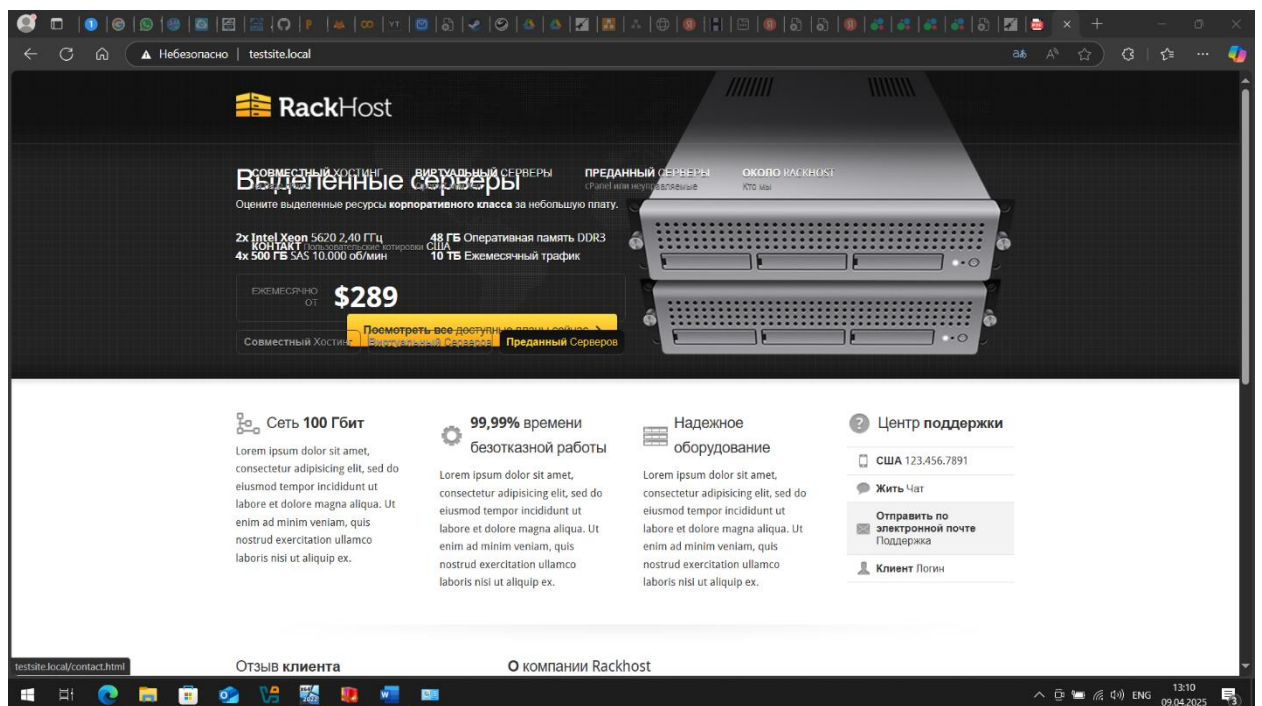 Небезопасно testsite.local
RackHost
СОВМЕСТНЫЙ ХОСТИНГ ВИРТУАЛЬНЫЙ СЕРВЕРЫ ПРЕДАННЫЙ СЕРВЕРЫ ОКОЛО RACKHOST
cPanel или неуправляемые Кто мы
Выделенные серверы
Оцените выделенные ресурсы корпоративного класса за небольшую плату.
2x Intel Xeon 5620 2,40 ГГц 48 ГБ Оперативная память DDR3
КОНТАКТ Пользовательские котировки США
4x 500 ГБ SAS 10.000 об/мин 10 ТБ Ежемесячный трафик
ЕЖЕМЕСЯЧНО
ОТ $289
Посмотреть все доступные планы сейчас
Совместный Хостинг Виртуальный Серверов Преданный Серверов
Сеть 100 Гбит
Lorem ipsum dolor sit amet,
consectetur adipisicing elit, sed do
eiusmod tempor incididunt ut
labore et dolore magna aliqua. Ut
enim ad minim veniam, quis
nostrud exercitation ullamco
laboris nisi ut aliquip ex.
99,99% времени
безотказной работы
Lorem ipsum dolor sit amet,
consectetur adipisicing elit, sed do
eiusmod tempor incididunt ut
labore et dolore magna aliqua. Ut
enim ad minim veniam, quis
nostrud exercitation ullamco
laboris nisi ut aliquip ex.
Надежное
оборудование
Lorem ipsum dolor sit amet,
consectetur adipisicing elit, sed do
eiusmod tempor incididunt ut
labore et dolore magna aliqua. Ut
enim ad minim veniam, quis
nostrud exercitation ullamco
laboris nisi ut aliquip ex.
Центр поддержки
США 123.456.7891
Жить Чат
Отправить по
электронной почте
Поддержка
Клиент Логин
Отзыв клиента
О компании Rackhost
testsite.local/contact.html
ENG
13:10
09.04.2025